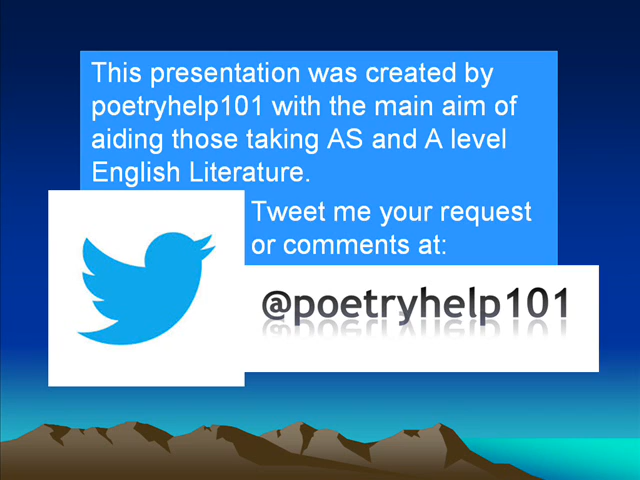 This presentation was created by
poetryhelp101 with the main aim of
aiding those taking AS and A level
English Literature.
Tweet me your request
or comments at:
@poetryhelp101